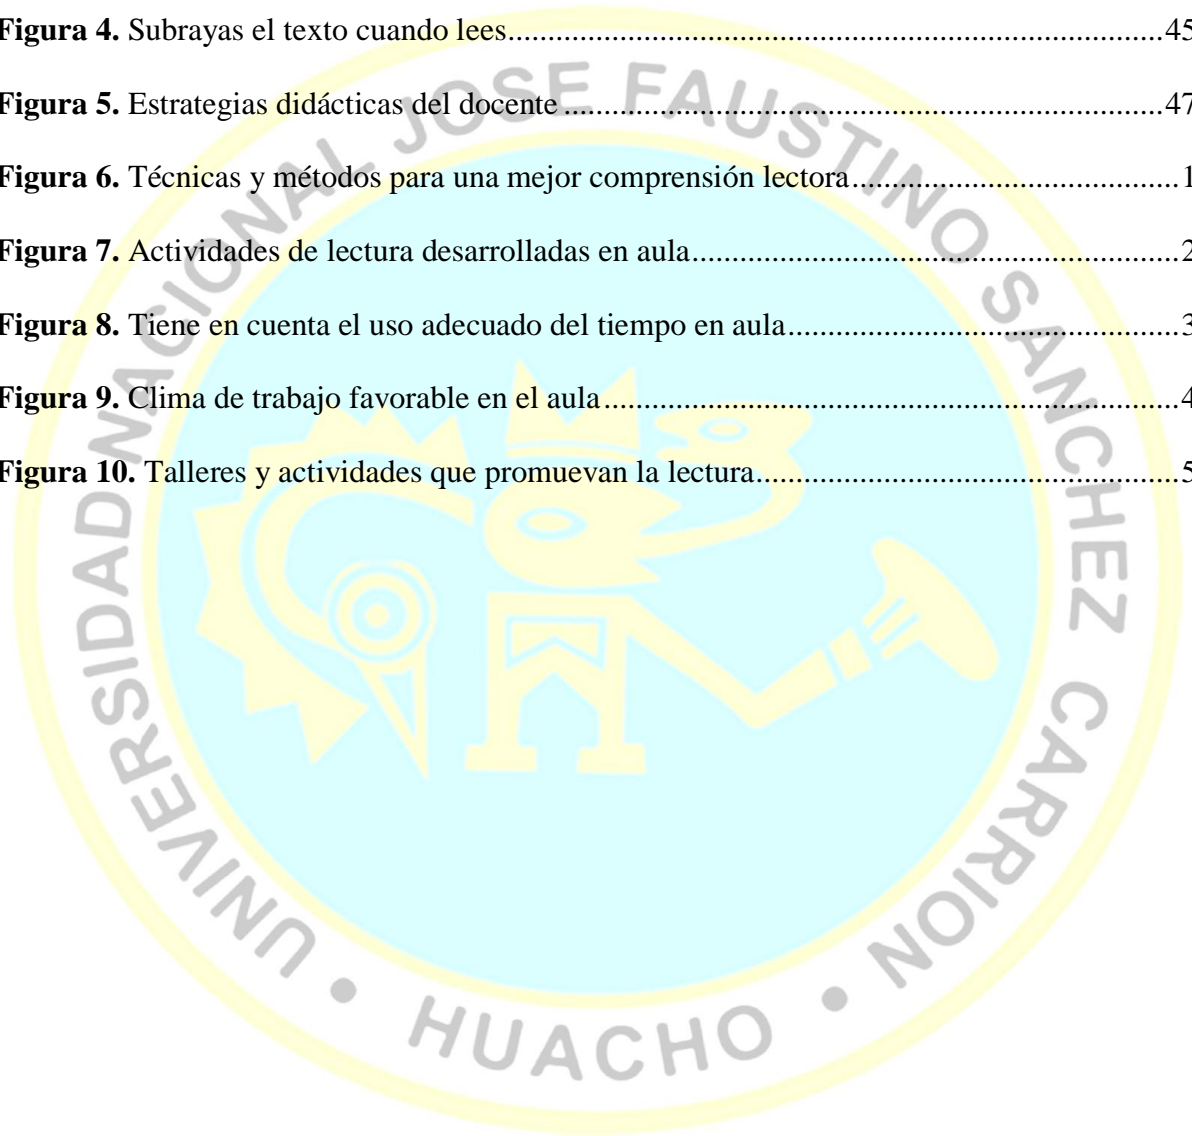 Figura 4. Subrayas el texto cuando lees..................................................................................45
Figura 5. Estrategias didácticas del docente...........................................................................47
Figura 6. Técnicas y métodos para una mejor comprensión lectora.........................................1
Figura 7. Actividades de lectura desarrolladas en aula.............................................................2
Figura 8. Tiene en cuenta el uso adecuado del tiempo en aula.................................................3
Figura 9. Clima de trabajo favorable en el aula........................................................................4
Figura 10. Talleres y actividades que promuevan la lectura.....................................................5
UNIVERSIDAD NACIONAL JOSE FAUSTINO SANCHEZ CARRION • HUACHO •